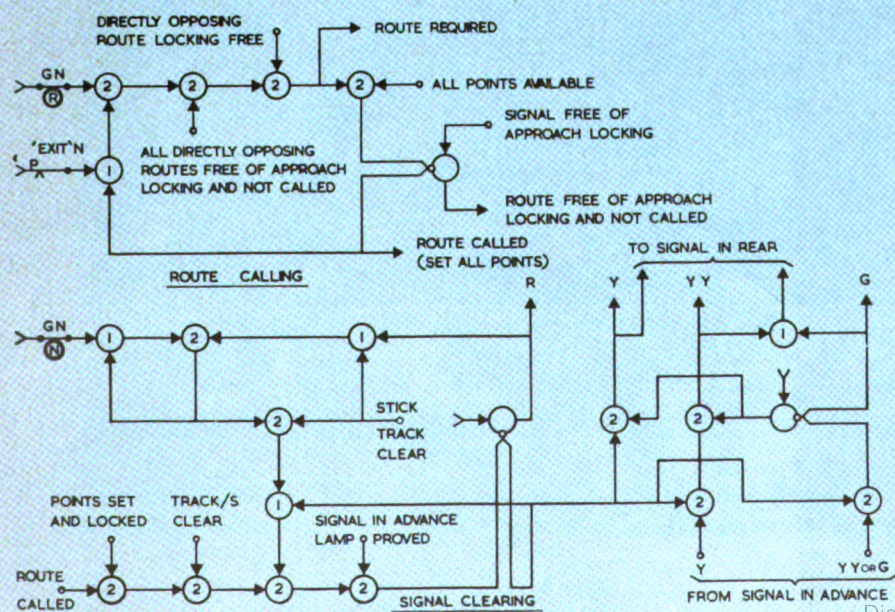 DIRECTLY OPPOSING
ROUTE LOCKING FREE
ROUTE REQUIRED
GN
R
2
2
2
2
ALL POINTS AVAILABLE
SIGNAL FREE OF
APPROACH LOCKING
'EXIT'N
P
1
ALL DIRECTLY OPPOSING
ROUTES FREE OF APPROACH
LOCKING AND NOT CALLED
ROUTE FREE OF APPROACH
LOCKING AND NOT CALLED
ROUTE CALLED
(SET ALL POINTS)
ROUTE CALLING
TO SIGNAL IN REAR
R
Y
Y Y
G
GN
N
1
2
1
1
2
STICK
TRACK
CLEAR
2
2
POINTS SET
AND LOCKED
TRACK/S
CLEAR
1
SIGNAL IN ADVANCE
LAMP PROVED
2
2
Y
Y Y OR G
ROUTE
CALLED
2
2
2
2
SIGNAL CLEARING
FROM SIGNAL IN ADVANCE